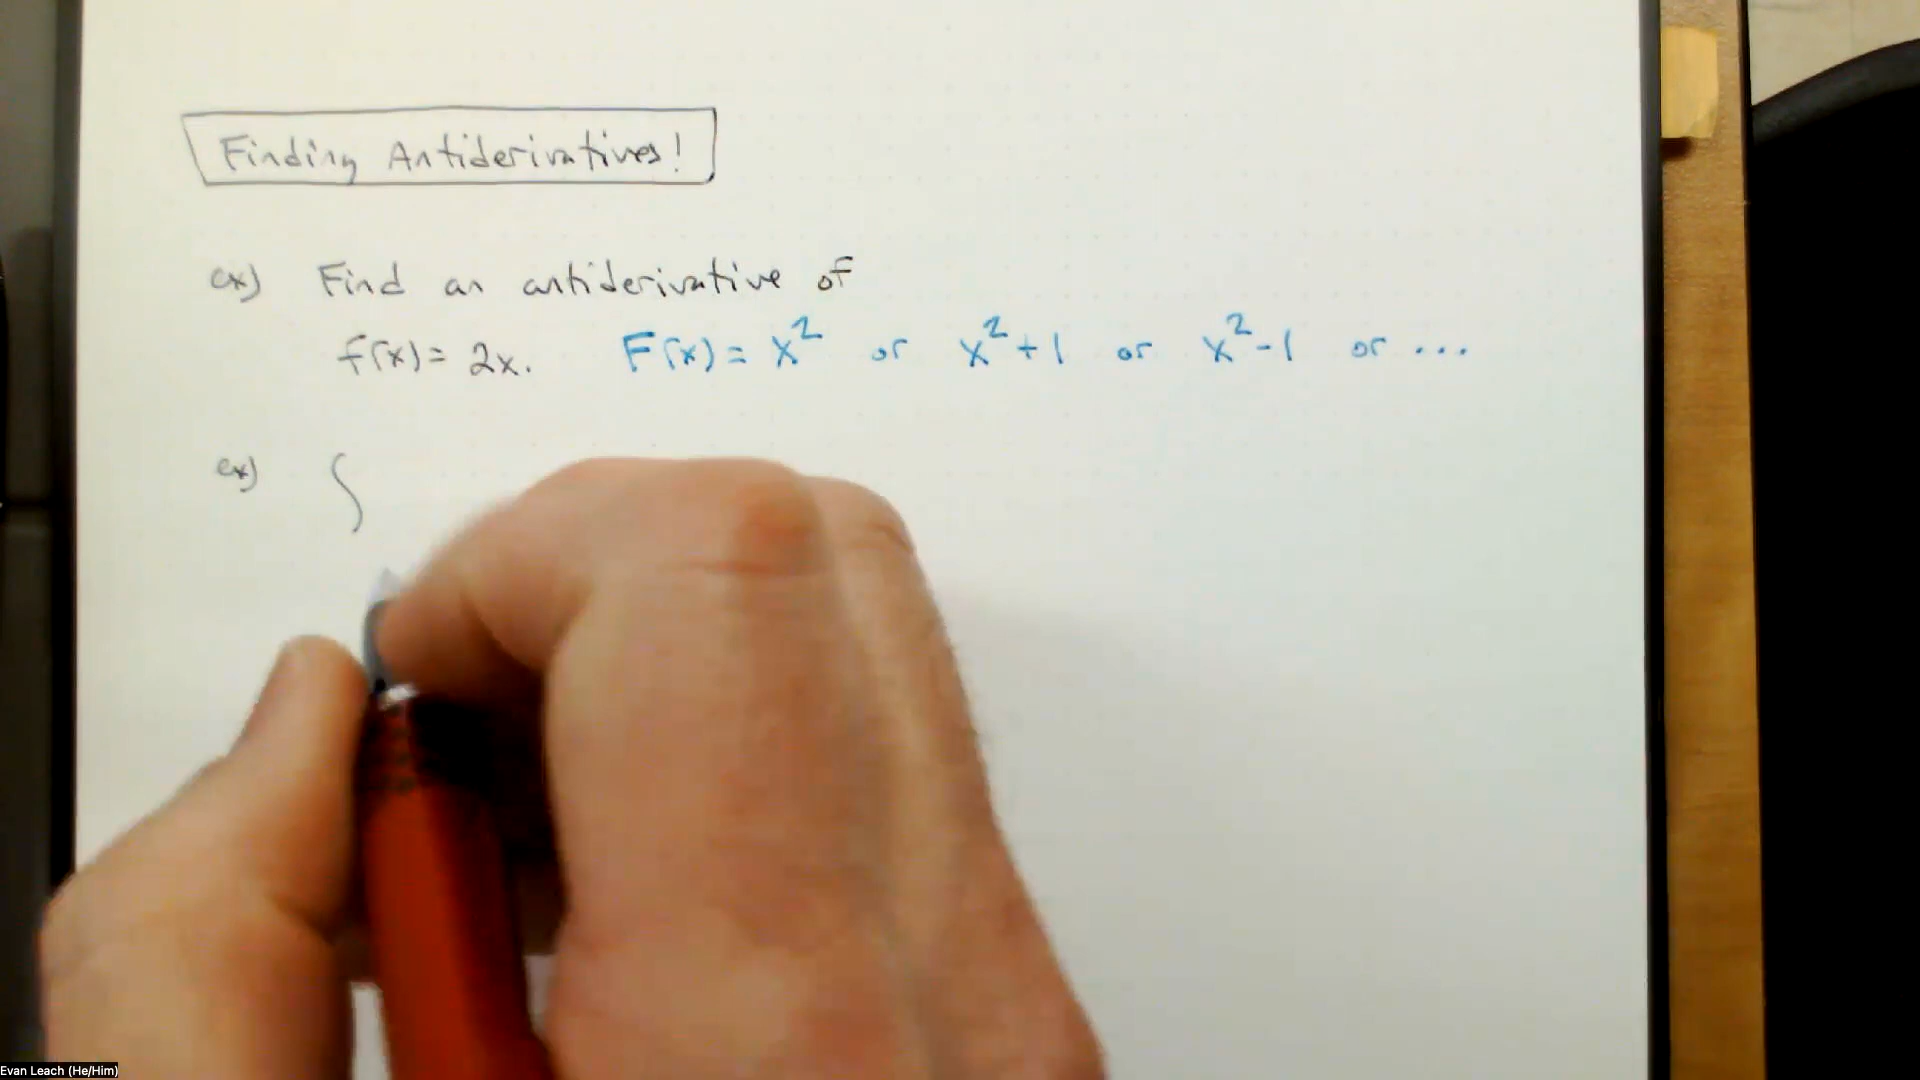 Finding Antiderivatives!
ex) Find an antiderivative of
f(x) = 2x. F(x) = x² or x²+1 or x²-1 or ...
ex) ∫
Evan Leach (He/Him)